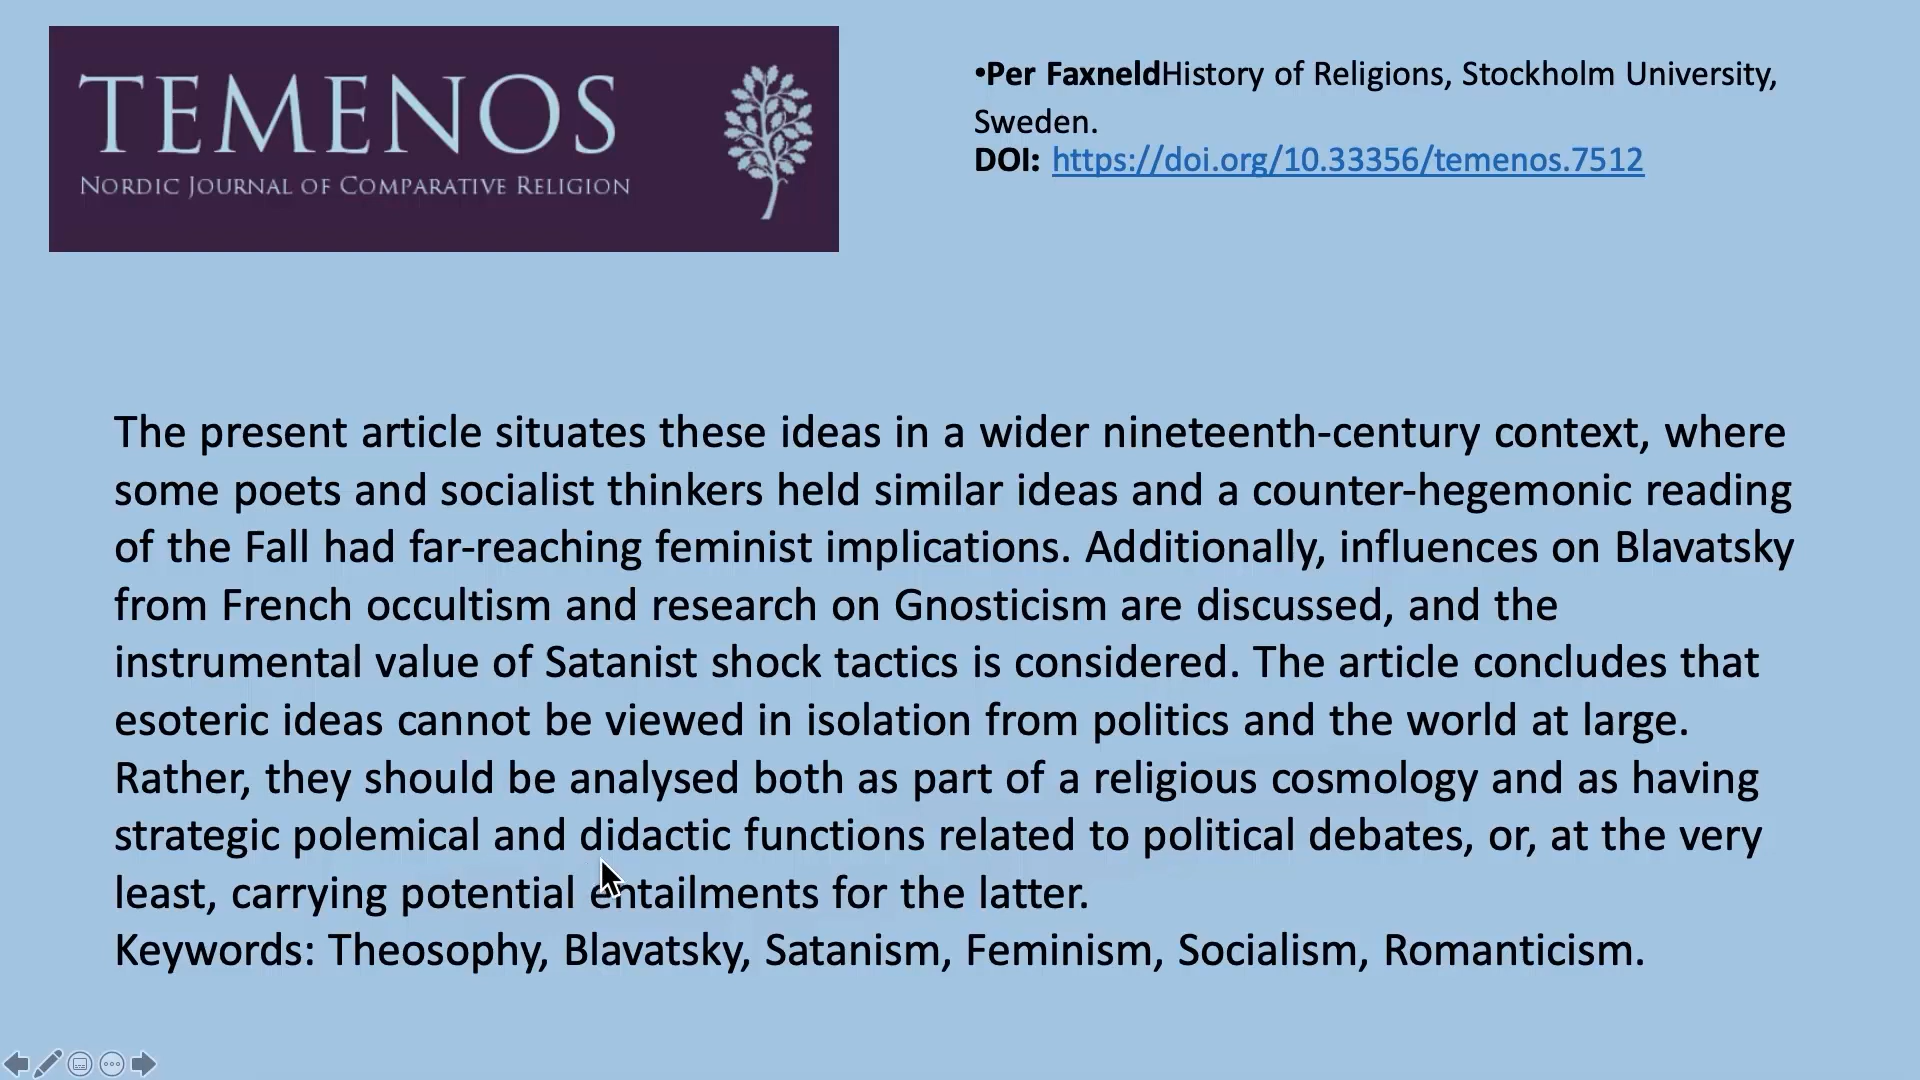 TEMENOS
NORDIC JOURNAL OF COMPARATIVE RELIGION
•Per FaxneldHistory of Religions, Stockholm University,
Sweden.
DOI: https://doi.org/10.33356/temenos.7512
The present article situates these ideas in a wider nineteenth-century context, where
some poets and socialist thinkers held similar ideas and a counter-hegemonic reading
of the Fall had far-reaching feminist implications. Additionally, influences on Blavatsky
from French occultism and research on Gnosticism are discussed, and the
instrumental value of Satanist shock tactics is considered. The article concludes that
esoteric ideas cannot be viewed in isolation from politics and the world at large.
Rather, they should be analysed both as part of a religious cosmology and as having
strategic polemical and didactic functions related to political debates, or, at the very
least, carrying potential entailments for the latter.
Keywords: Theosophy, Blavatsky, Satanism, Feminism, Socialism, Romanticism.